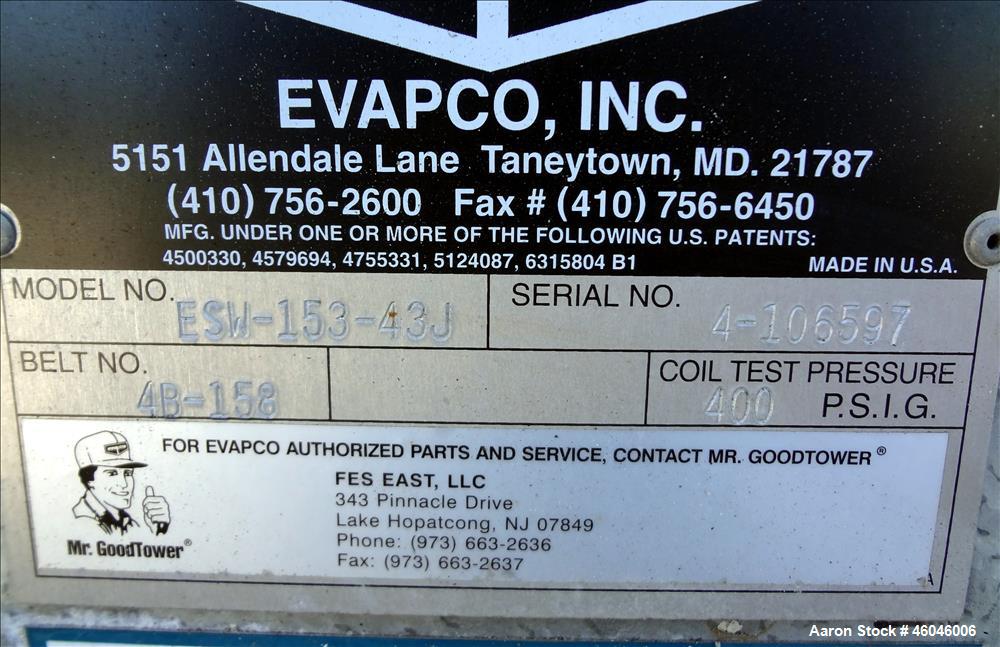 EVAPCO, INC.
5151 Allendale Lane Taneytown, MD. 21787
(410) 756-2600 Fax # (410) 756-6450
MFG. UNDER ONE OR MORE OF THE FOLLOWING U.S. PATENTS:
4500330, 4579694, 4755331, 5124087, 6315804 B1 MADE IN U.S.A.
MODEL NO. ESW-153-43J SERIAL NO. 4-106597
BELT NO. 4B-158 COIL TEST PRESSURE
400 P.S.I.G.
FOR EVAPCO AUTHORIZED PARTS AND SERVICE, CONTACT MR. GOODTOWER ®
FES EAST, LLC
343 Pinnacle Drive
Lake Hopatcong, NJ 07849
Phone: (973) 663-2636
Fax: (973) 663-2637
Mr. GoodTower®
A
Aaron Stock # 46046006